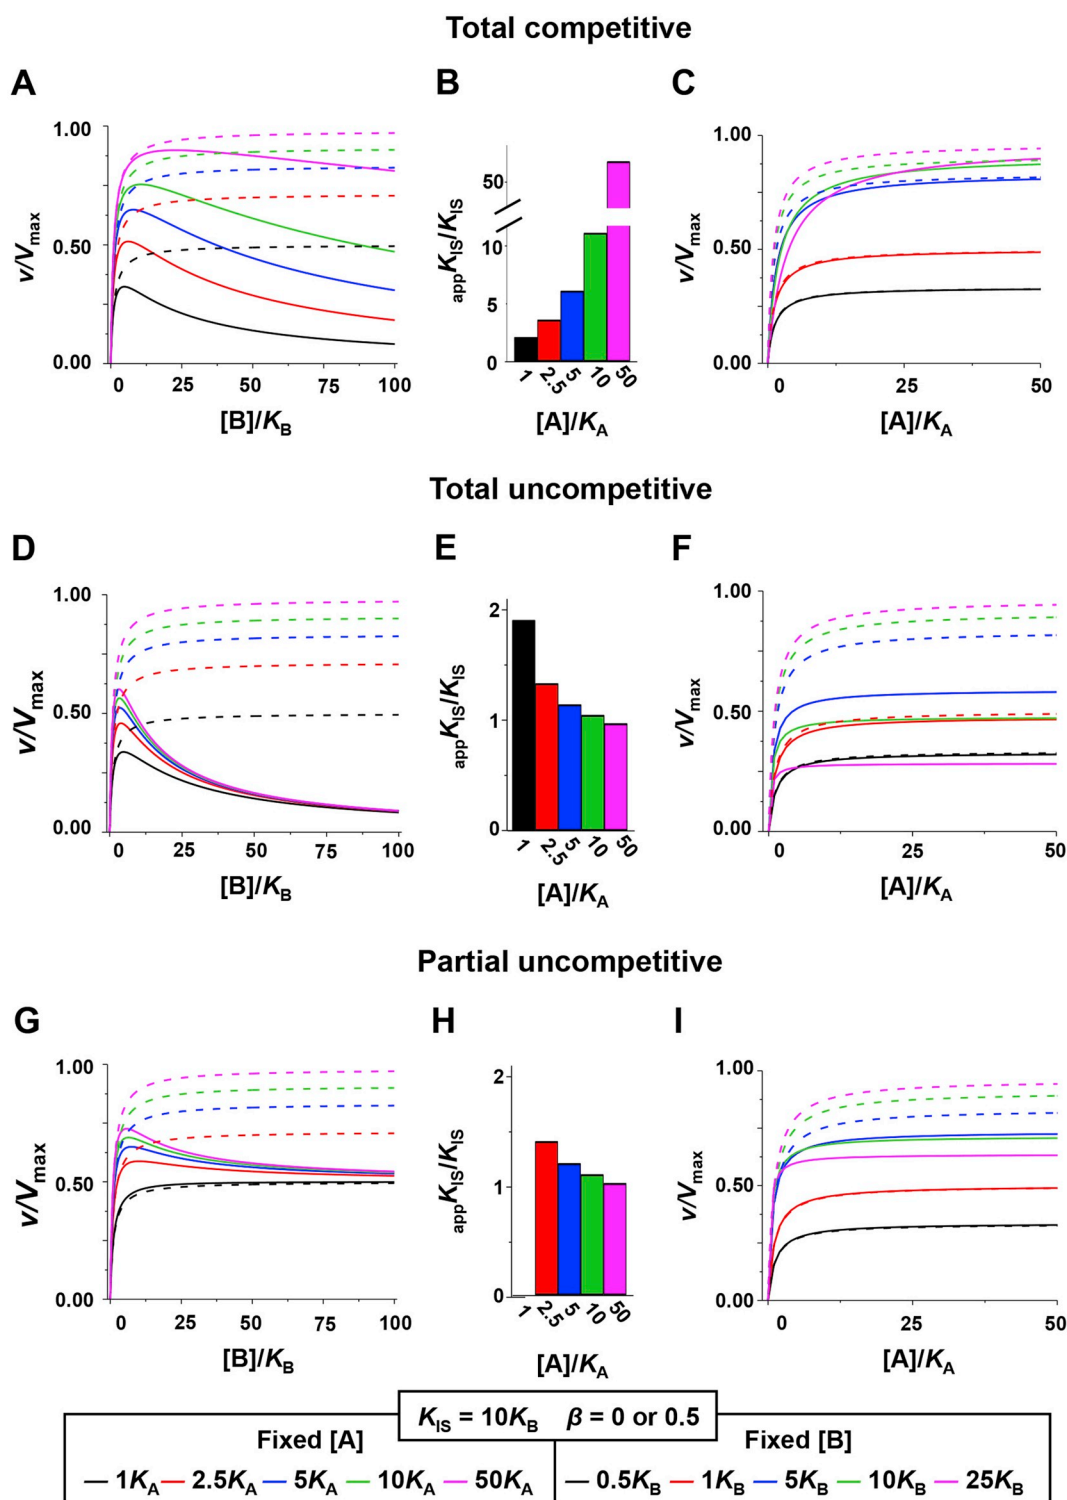 Total competitive
A
B
C
v/Vmax
1.00
0.50
0.00
0 25 50 75 100
[B]/KB
appKIS/KIS
50
10
5
0
1 2.5 5 10 50
[A]/KA
v/Vmax
1.00
0.50
0.00
0 25 50
[A]/KA
Total uncompetitive
D
E
F
v/Vmax
1.00
0.50
0.00
0 25 50 75 100
[B]/KB
appKIS/KIS
2
1
0
1 2.5 5 10 50
[A]/KA
v/Vmax
1.00
0.50
0.00
0 25 50
[A]/KA
Partial uncompetitive
G
H
I
v/Vmax
1.00
0.50
0.00
0 25 50 75 100
[B]/KB
appKIS/KIS
2
1
0
1 2.5 5 10 50
[A]/KA
v/Vmax
1.00
0.50
0.00
0 25 50
[A]/KA
KIS = 10KB β = 0 or 0.5
Fixed [A]
1KA 2.5KA 5KA 10KA 50KA
Fixed [B]
0.5KB 1KB 5KB 10KB 25KB